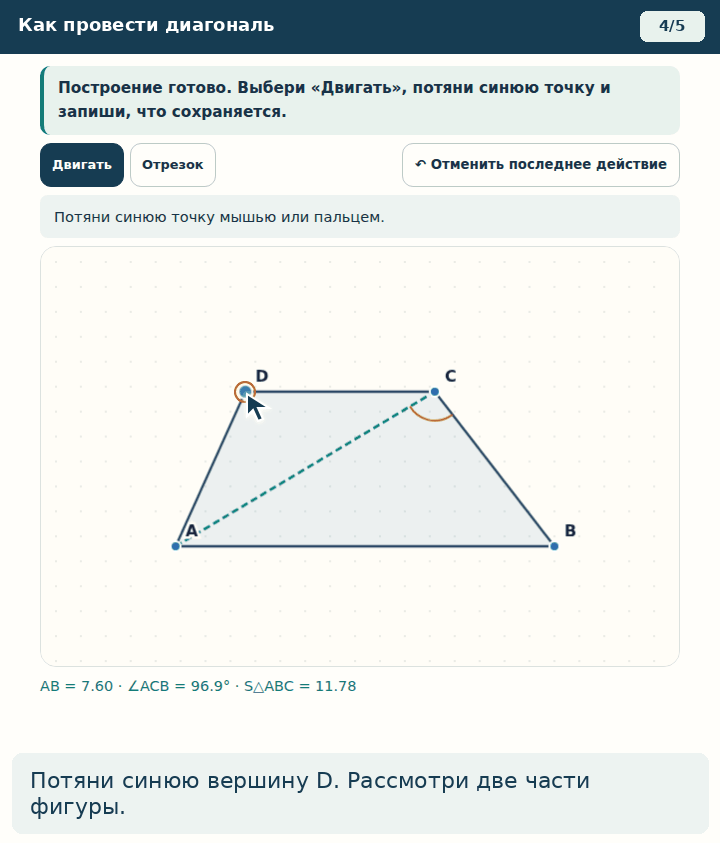 Как провести диагональ
4/5
Построение готово. Выбери «Двигать», потяни синюю точку и
запиши, что сохраняется.
Двигать
Отрезок
↶ Отменить последнее действие
Потяни синюю точку мышью или пальцем.
D
C
A
B
AB = 7.60 · ∠ACB = 96.9° · S△ABC = 11.78
Потяни синюю вершину D. Рассмотри две части
фигуры.